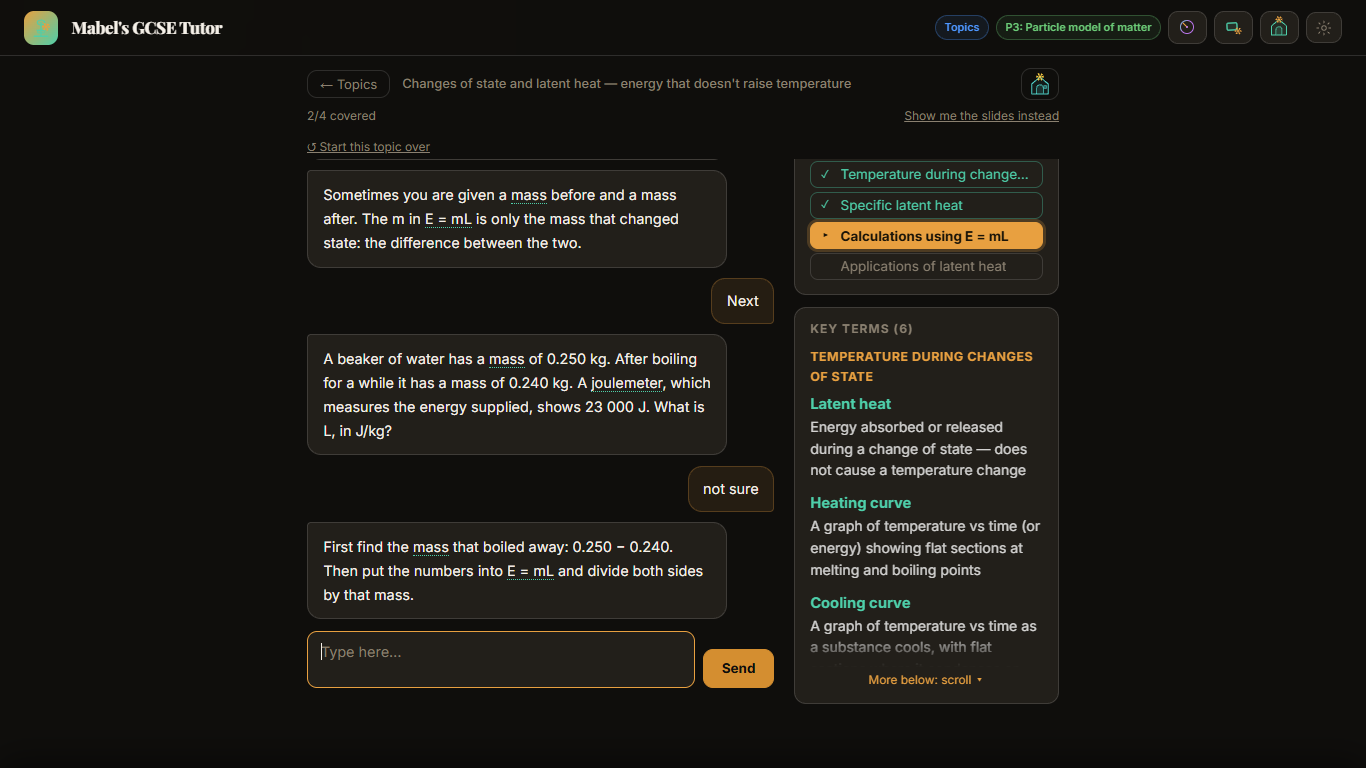 Mabel's GCSE Tutor
Topics
P3: Particle model of matter
← Topics
Changes of state and latent heat — energy that doesn't raise temperature
2/4 covered
Show me the slides instead
↺ Start this topic over
Sometimes you are given a mass before and a mass
after. The m in E = mL is only the mass that changed
state: the difference between the two.
Next
A beaker of water has a mass of 0.250 kg. After boiling
for a while it has a mass of 0.240 kg. A joulemeter, which
measures the energy supplied, shows 23 000 J. What is
L, in J/kg?
not sure
First find the mass that boiled away: 0.250 − 0.240.
Then put the numbers into E = mL and divide both sides
by that mass.
Type here...
Send
✓ Temperature during change...
✓ Specific latent heat
‣ Calculations using E = mL
Applications of latent heat
KEY TERMS (6)
TEMPERATURE DURING CHANGES
OF STATE
Latent heat
Energy absorbed or released
during a change of state — does
not cause a temperature change
Heating curve
A graph of temperature vs time (or
energy) showing flat sections at
melting and boiling points
Cooling curve
A graph of temperature vs time as
a substance cools, with flat
More below: scroll ▾